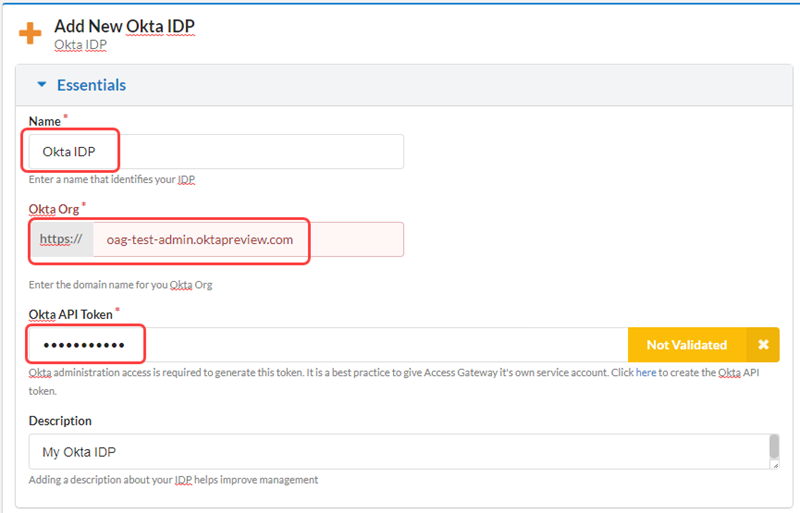 Add New Okta IDP
Okta IDP
Essentials
Name *
Okta IDP
Enter a name that identifies your IDP
Okta Org *
https:// oag-test-admin.oktapreview.com
Enter the domain name for you Okta Org
Okta API Token *
••••••••••• Not Validated ✖
Okta administration access is required to generate this token. It is a best practice to give Access Gateway it's own service account. Click here to create the Okta API
token.
Description
My Okta IDP
Adding a description about your IDP helps improve management